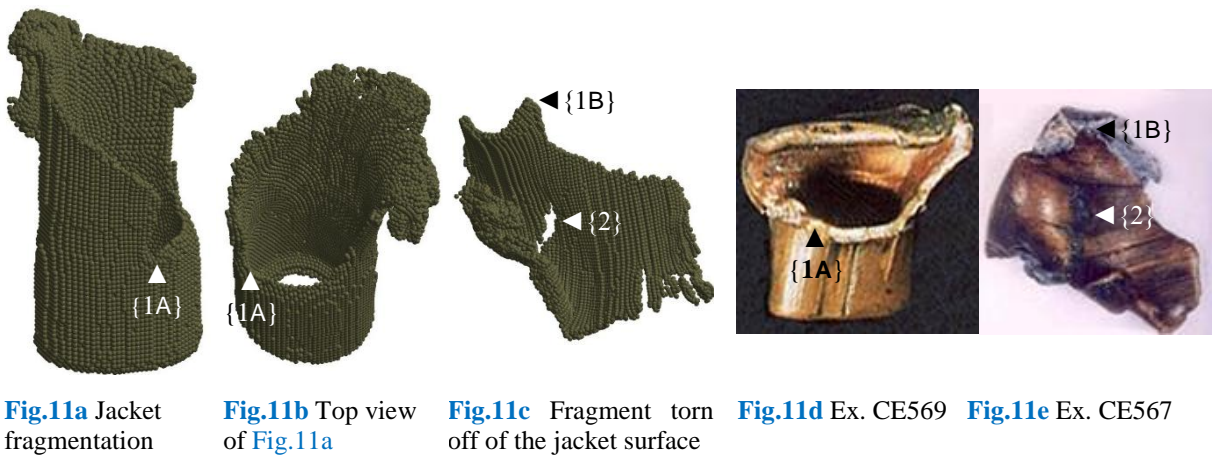 {1B}
{1B}
{2}
{2}
{1A}
{1A}
{1A}
Fig.11a Jacket fragmentation
Fig.11b Top view of Fig.11a
Fig.11c Fragment torn off of the jacket surface
Fig.11d Ex. CE569
Fig.11e Ex. CE567